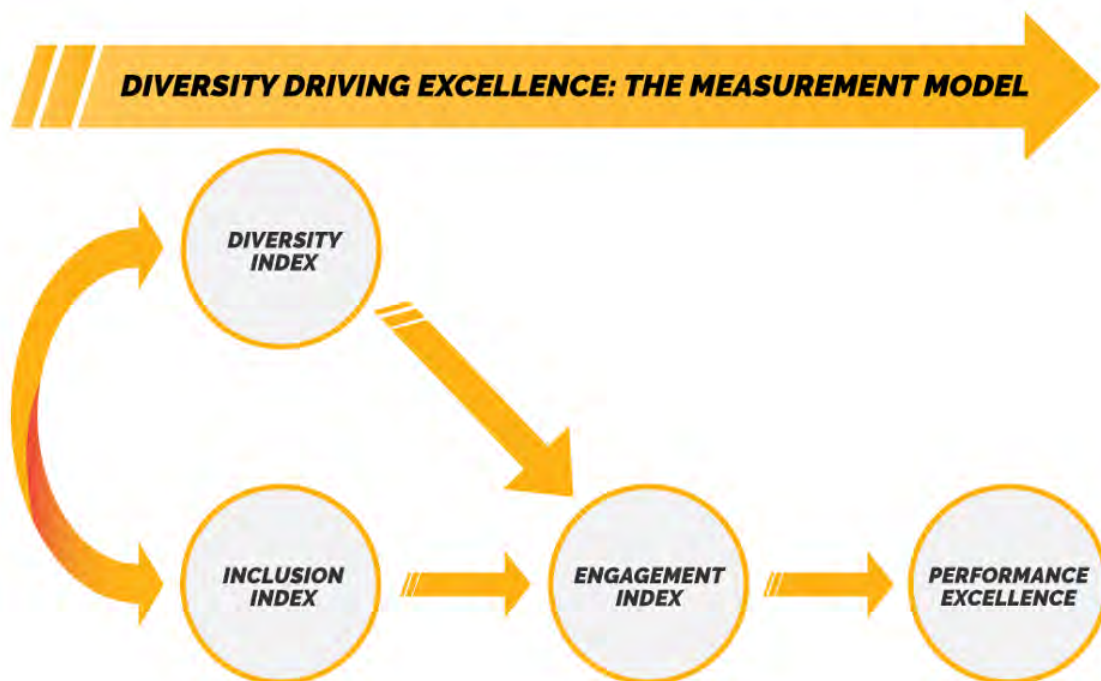 DIVERSITY DRIVING EXCELLENCE: THE MEASUREMENT MODEL
DIVERSITY
INDEX
INCLUSION
INDEX
ENGAGEMENT
INDEX
PERFORMANCE
EXCELLENCE